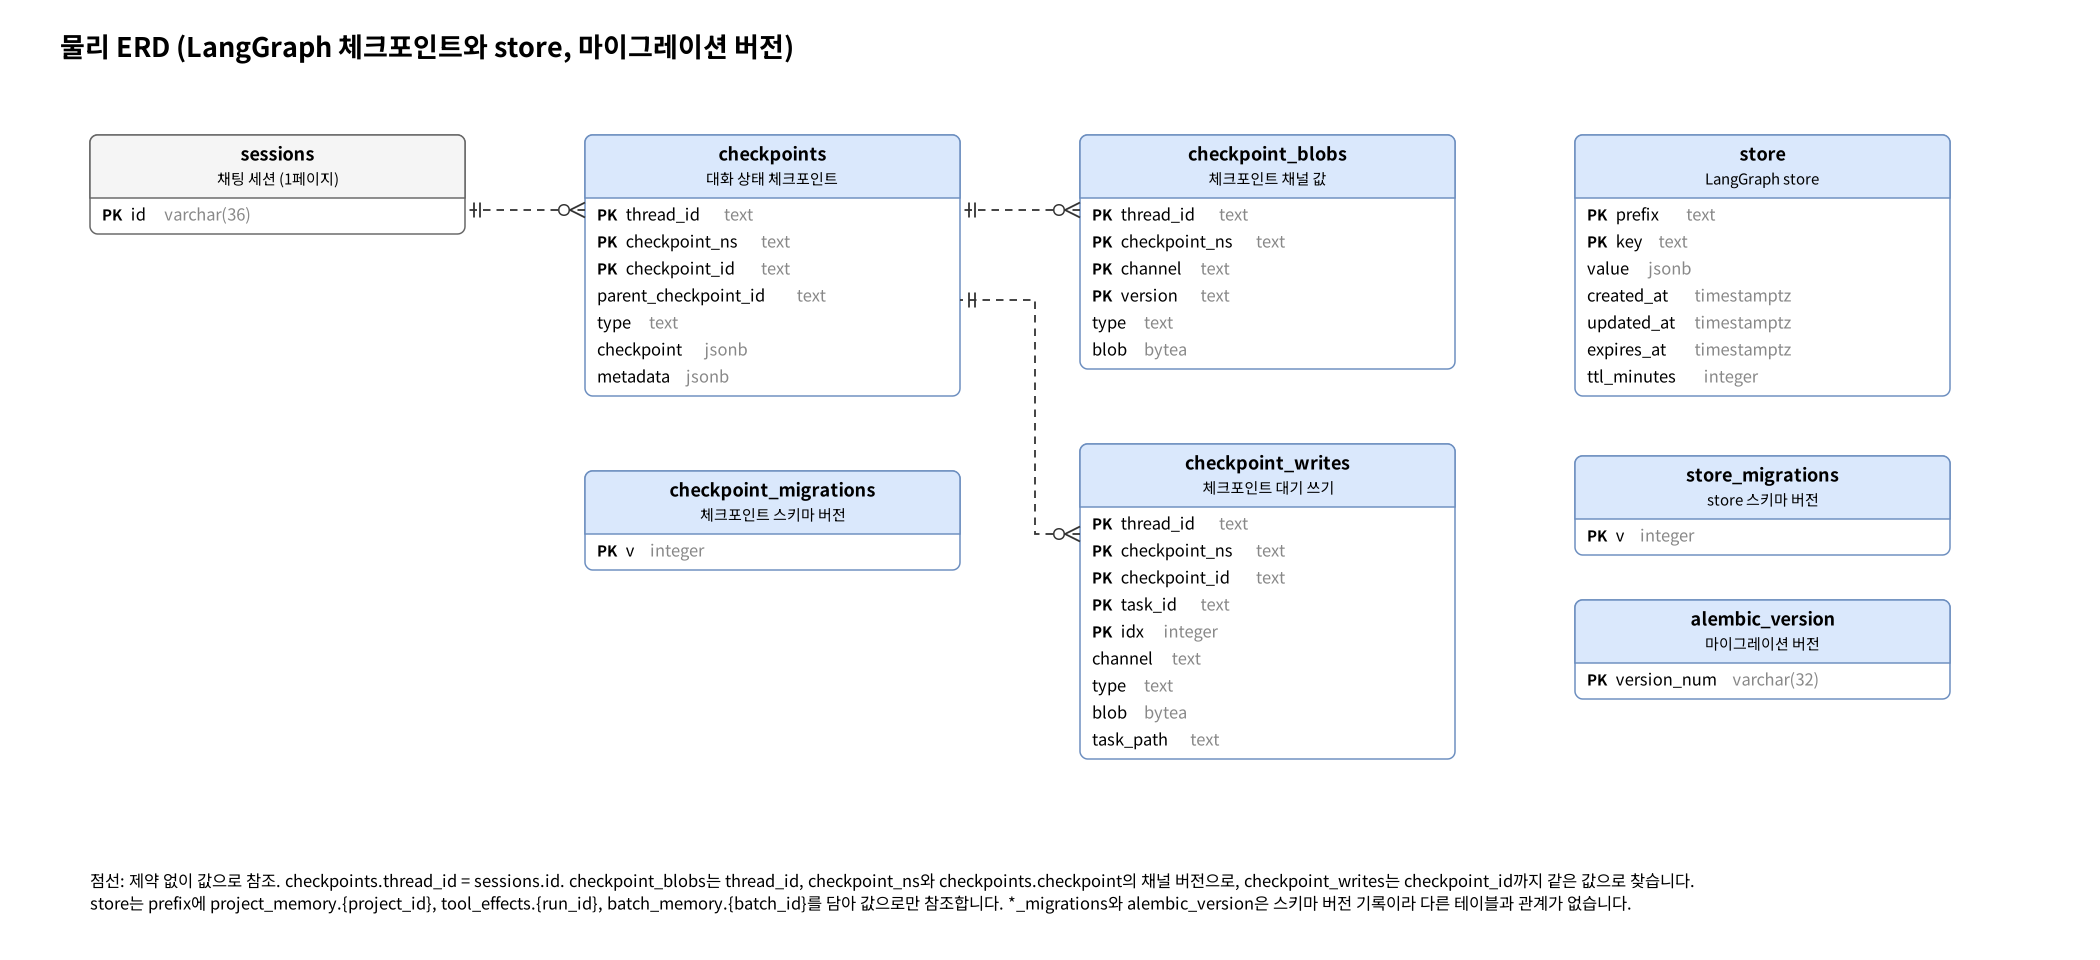 물리 ERD (LangGraph 체크포인트와 store, 마이그레이션 버전)
sessions
채팅 세션 (1페이지)
PK id varchar(36)
checkpoints
대화 상태 체크포인트
PK thread_id text
PK checkpoint_ns text
PK checkpoint_id text
parent_checkpoint_id text
type text
checkpoint jsonb
metadata jsonb
checkpoint_blobs
체크포인트 채널 값
PK thread_id text
PK checkpoint_ns text
PK channel text
PK version text
type text
blob bytea
store
LangGraph store
PK prefix text
PK key text
value jsonb
created_at timestamptz
updated_at timestamptz
expires_at timestamptz
ttl_minutes integer
checkpoint_migrations
체크포인트 스키마 버전
PK v integer
checkpoint_writes
체크포인트 대기 쓰기
PK thread_id text
PK checkpoint_ns text
PK checkpoint_id text
PK task_id text
PK idx integer
channel text
type text
blob bytea
task_path text
store_migrations
store 스키마 버전
PK v integer
alembic_version
마이그레이션 버전
PK version_num varchar(32)
점선: 제약 없이 값으로 참조. checkpoints.thread_id = sessions.id. checkpoint_blobs는 thread_id, checkpoint_ns와 checkpoints.checkpoint의 채널 버전으로, checkpoint_writes는 checkpoint_id까지 같은 값으로 찾습니다.
store는 prefix에 project_memory.{project_id}, tool_effects.{run_id}, batch_memory.{batch_id}를 담아 값으로만 참조합니다. *_migrations와 alembic_version은 스키마 버전 기록이라 다른 테이블과 관계가 없습니다.